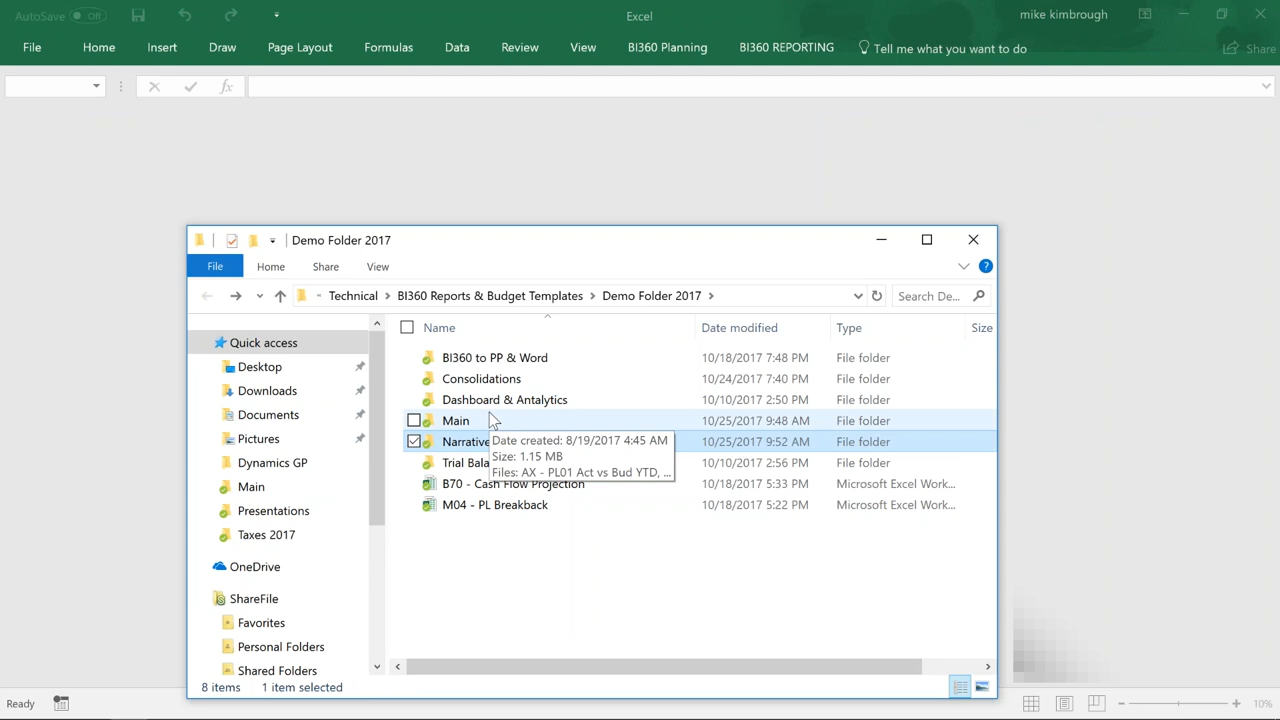 AutoSave Off Excel mike kimbrough
File Home Insert Draw Page Layout Formulas Data Review View BI360 Planning BI360 REPORTING Tell me what you want to do Share
fx
Demo Folder 2017
File Home Share View
Technical BI360 Reports & Budget Templates Demo Folder 2017 Search De...
Name Date modified Type Size
Quick access
Desktop
Downloads
Documents
Pictures
Dynamics GP
Main
Presentations
Taxes 2017
OneDrive
ShareFile
Favorites
Personal Folders
Shared Folders
BI360 to PP & Word 10/18/2017 7:48 PM File folder
Consolidations 10/24/2017 7:40 PM File folder
Dashboard & Antalytics 10/10/2017 2:50 PM File folder
Main 10/25/2017 9:48 AM File folder
Narrative 10/25/2017 9:52 AM File folder
Trial Bala 10/10/2017 2:56 PM File folder
B70 - Cash Flow Projection 10/18/2017 5:33 PM Microsoft Excel Work...
M04 - PL Breakback 10/18/2017 5:22 PM Microsoft Excel Work...
Date created: 8/19/2017 4:45 AM
Size: 1.15 MB
Files: AX - PL01 Act vs Bud YTD, ...
8 items 1 item selected
Ready 10%